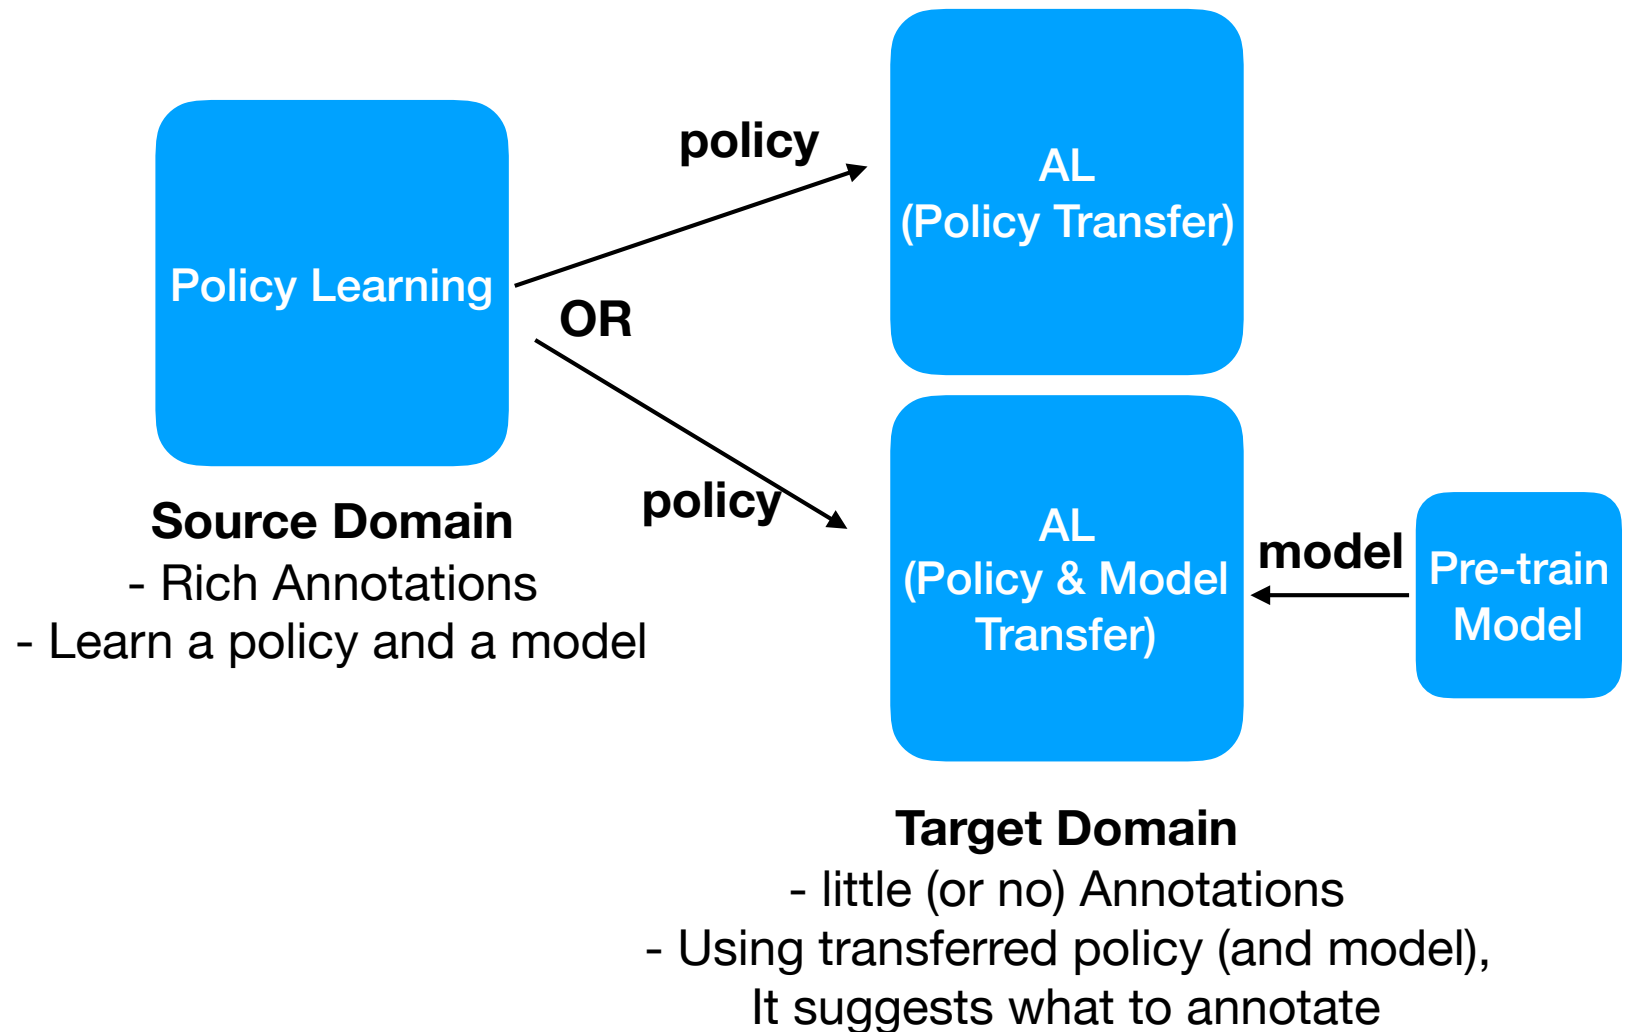 Policy Learning
Source Domain
- Rich Annotations
- Learn a policy and a model
policy
OR
policy
AL
(Policy Transfer)
AL
(Policy & Model
Transfer)
model
Pre-train
Model
Target Domain
- little (or no) Annotations
- Using transferred policy (and model),
It suggests what to annotate